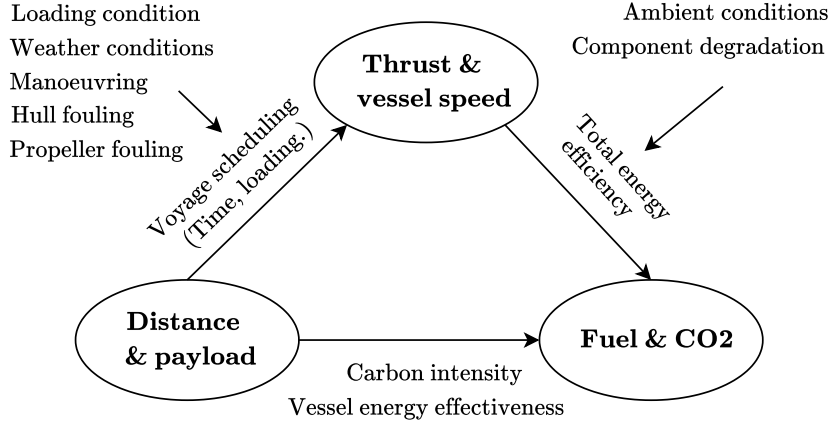 Loading condition
Weather conditions
Manoeuvring
Hull fouling
Propeller fouling
Ambient conditions
Component degradation
Thrust &
vessel speed
Voyage scheduling
(Time, loading.)
Total energy
efficiency
Distance
& payload
Fuel & CO2
Carbon intensity
Vessel energy effectiveness